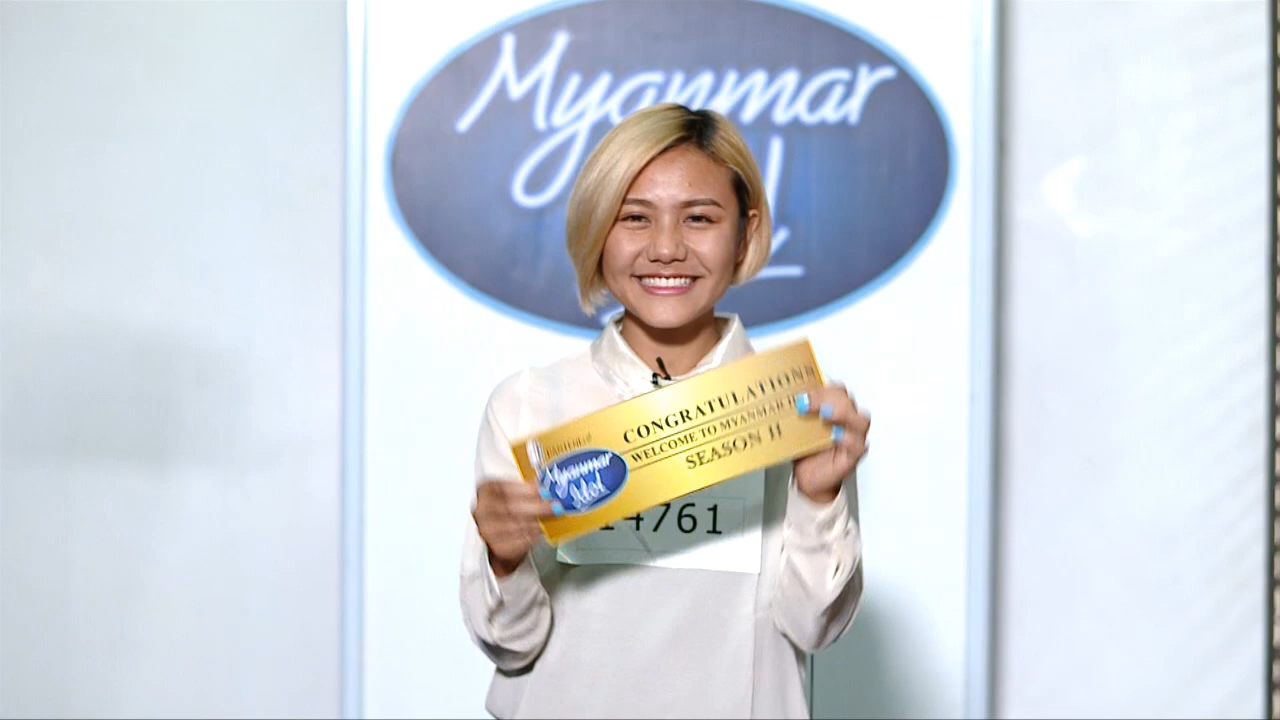 Myanmar
CONGRATULATIONS
WELCOME TO MYANMAR
SEASON II
Myanmar
Idol
4761